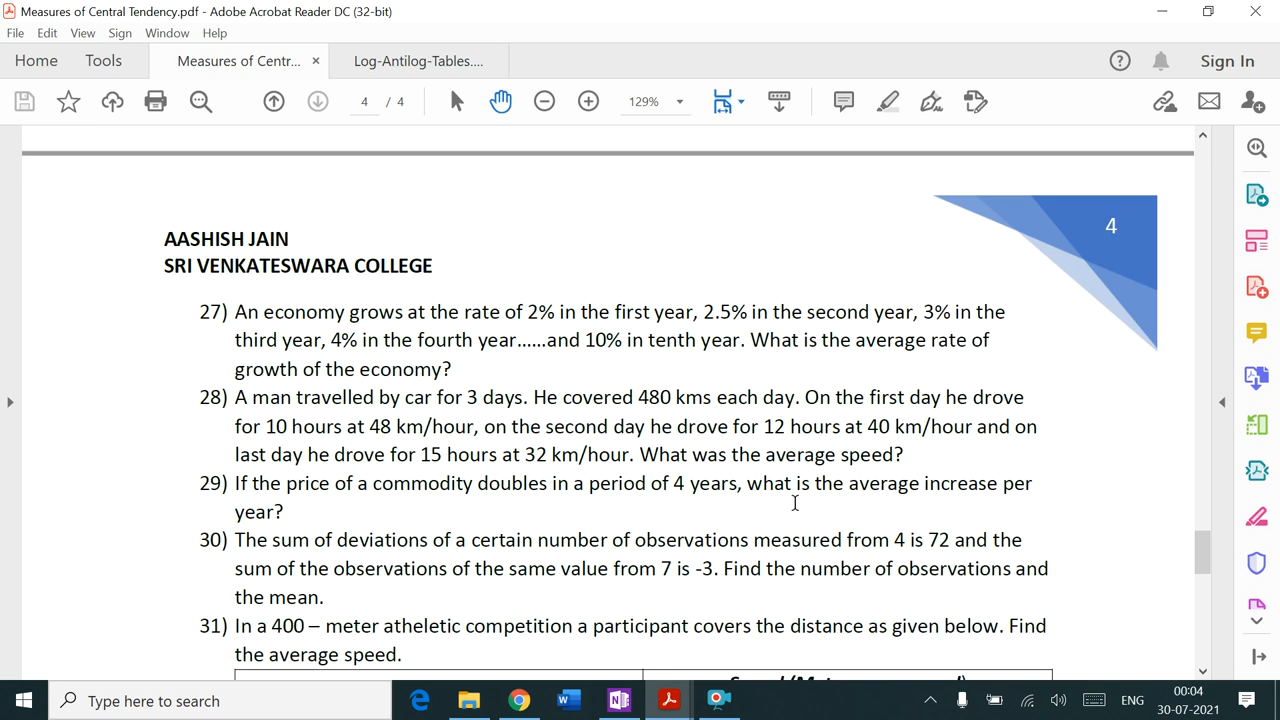 Measures of Central Tendency.pdf - Adobe Acrobat Reader DC (32-bit)
File Edit View Sign Window Help
Home Tools Measures of Centr... × Log-Antilog-Tables.... Sign In
4 / 4 129%
4
AASHISH JAIN
SRI VENKATESWARA COLLEGE
27) An economy grows at the rate of 2% in the first year, 2.5% in the second year, 3% in the
third year, 4% in the fourth year......and 10% in tenth year. What is the average rate of
growth of the economy?
28) A man travelled by car for 3 days. He covered 480 kms each day. On the first day he drove
for 10 hours at 48 km/hour, on the second day he drove for 12 hours at 40 km/hour and on
last day he drove for 15 hours at 32 km/hour. What was the average speed?
29) If the price of a commodity doubles in a period of 4 years, what is the average increase per
year?
30) The sum of deviations of a certain number of observations measured from 4 is 72 and the
sum of the observations of the same value from 7 is -3. Find the number of observations and
the mean.
31) In a 400 – meter atheletic competition a participant covers the distance as given below. Find
the average speed.
Type here to search
ENG
00:04
30-07-2021